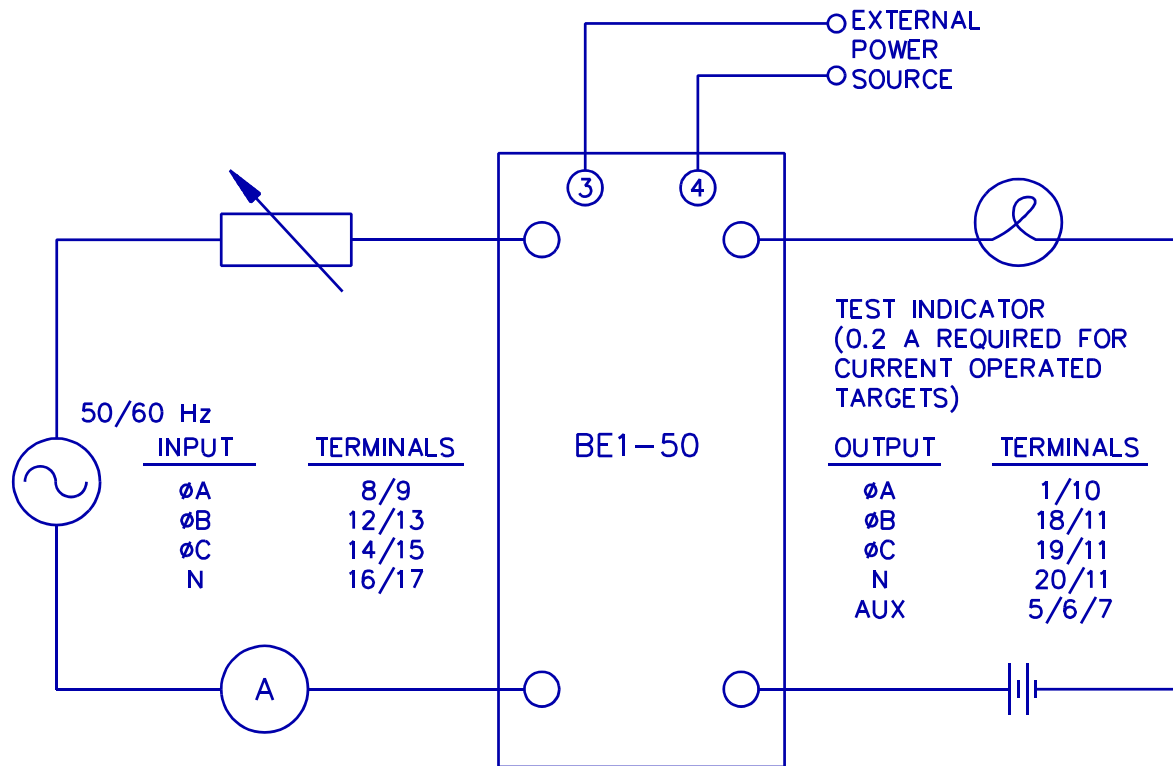 EXTERNAL
POWER
SOURCE
3
4
TEST INDICATOR
(0.2 A REQUIRED FOR
CURRENT OPERATED
TARGETS)
50/60 Hz
INPUT TERMINALS
øA 8/9
øB 12/13
øC 14/15
N 16/17
BE1-50
OUTPUT TERMINALS
øA 1/10
øB 18/11
øC 19/11
N 20/11
AUX 5/6/7
A